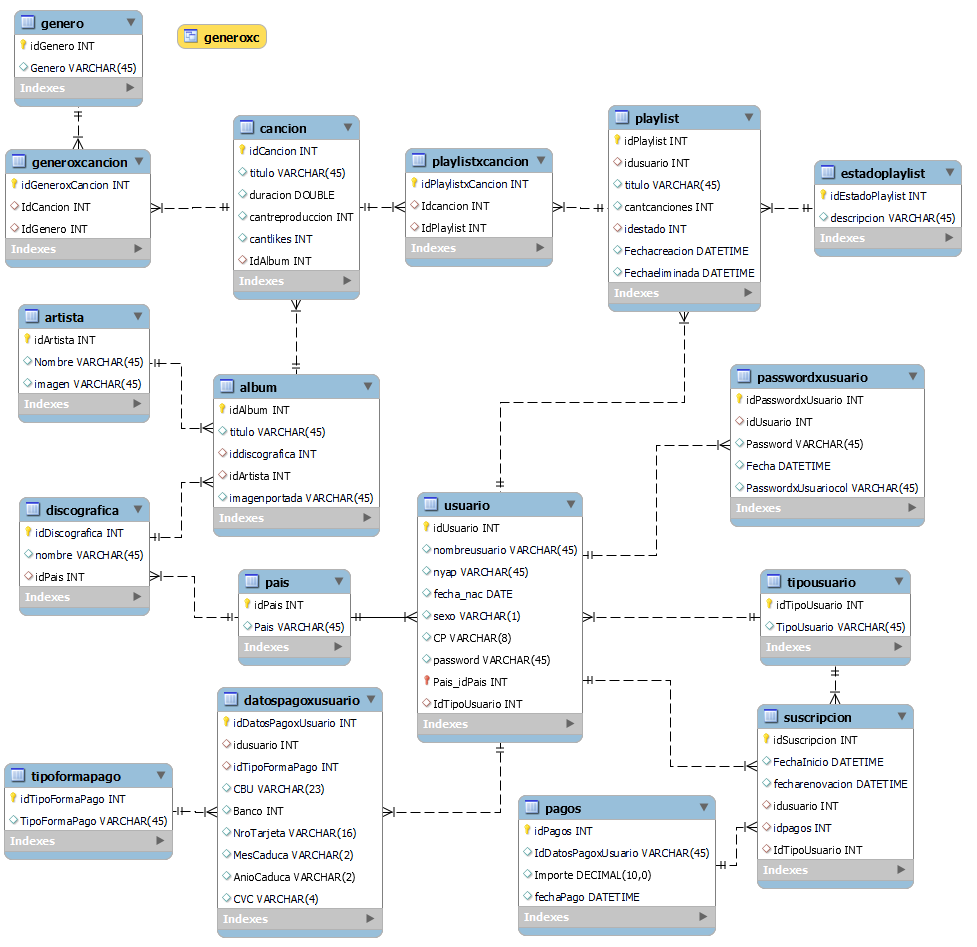 genero
idGenero INT
Genero VARCHAR(45)
Indexes
generoxc
generoxcancion
idGeneroxCancion INT
IdCancion INT
IdGenero INT
Indexes
cancion
idCancion INT
titulo VARCHAR(45)
duracion DOUBLE
cantreproduccion INT
cantlikes INT
IdAlbum INT
Indexes
playlistxcancion
idPlaylistxCancion INT
Idcancion INT
IdPlaylist INT
Indexes
playlist
idPlaylist INT
idusuario INT
titulo VARCHAR(45)
cantcanciones INT
idestado INT
Fechacreacion DATETIME
Fechaeliminada DATETIME
Indexes
estadoplaylist
idEstadoPlaylist INT
descripcion VARCHAR(45)
Indexes
artista
idArtista INT
Nombre VARCHAR(45)
imagen VARCHAR(45)
Indexes
album
idAlbum INT
titulo VARCHAR(45)
iddiscografica INT
idArtista INT
imagenportada VARCHAR(45)
Indexes
passwordxusuario
idPasswordxUsuario INT
idUsuario INT
Password VARCHAR(45)
Fecha DATETIME
PasswordxUsuariocol VARCHAR(45)
Indexes
discografica
idDiscografica INT
nombre VARCHAR(45)
idPais INT
Indexes
pais
idPais INT
Pais VARCHAR(45)
Indexes
usuario
idUsuario INT
nombreusuario VARCHAR(45)
nyap VARCHAR(45)
fecha_nac DATE
sexo VARCHAR(1)
CP VARCHAR(8)
password VARCHAR(45)
Pais_idPais INT
IdTipoUsuario INT
Indexes
tipousuario
idTipoUsuario INT
TipoUsuario VARCHAR(45)
Indexes
datospagoxusuario
idDatosPagoxUsuario INT
idusuario INT
idTipoFormaPago INT
CBU VARCHAR(23)
Banco INT
NroTarjeta VARCHAR(16)
MesCaduca VARCHAR(2)
AnioCaduca VARCHAR(2)
CVC VARCHAR(4)
Indexes
tipoformapago
idTipoFormaPago INT
TipoFormaPago VARCHAR(45)
Indexes
suscripcion
idSuscripcion INT
FechaInicio DATETIME
fecharenovacion DATETIME
idusuario INT
idpagos INT
IdTipoUsuario INT
Indexes
pagos
idPagos INT
IdDatosPagoxUsuario VARCHAR(45)
Importe DECIMAL(10,0)
fechaPago DATETIME
Indexes